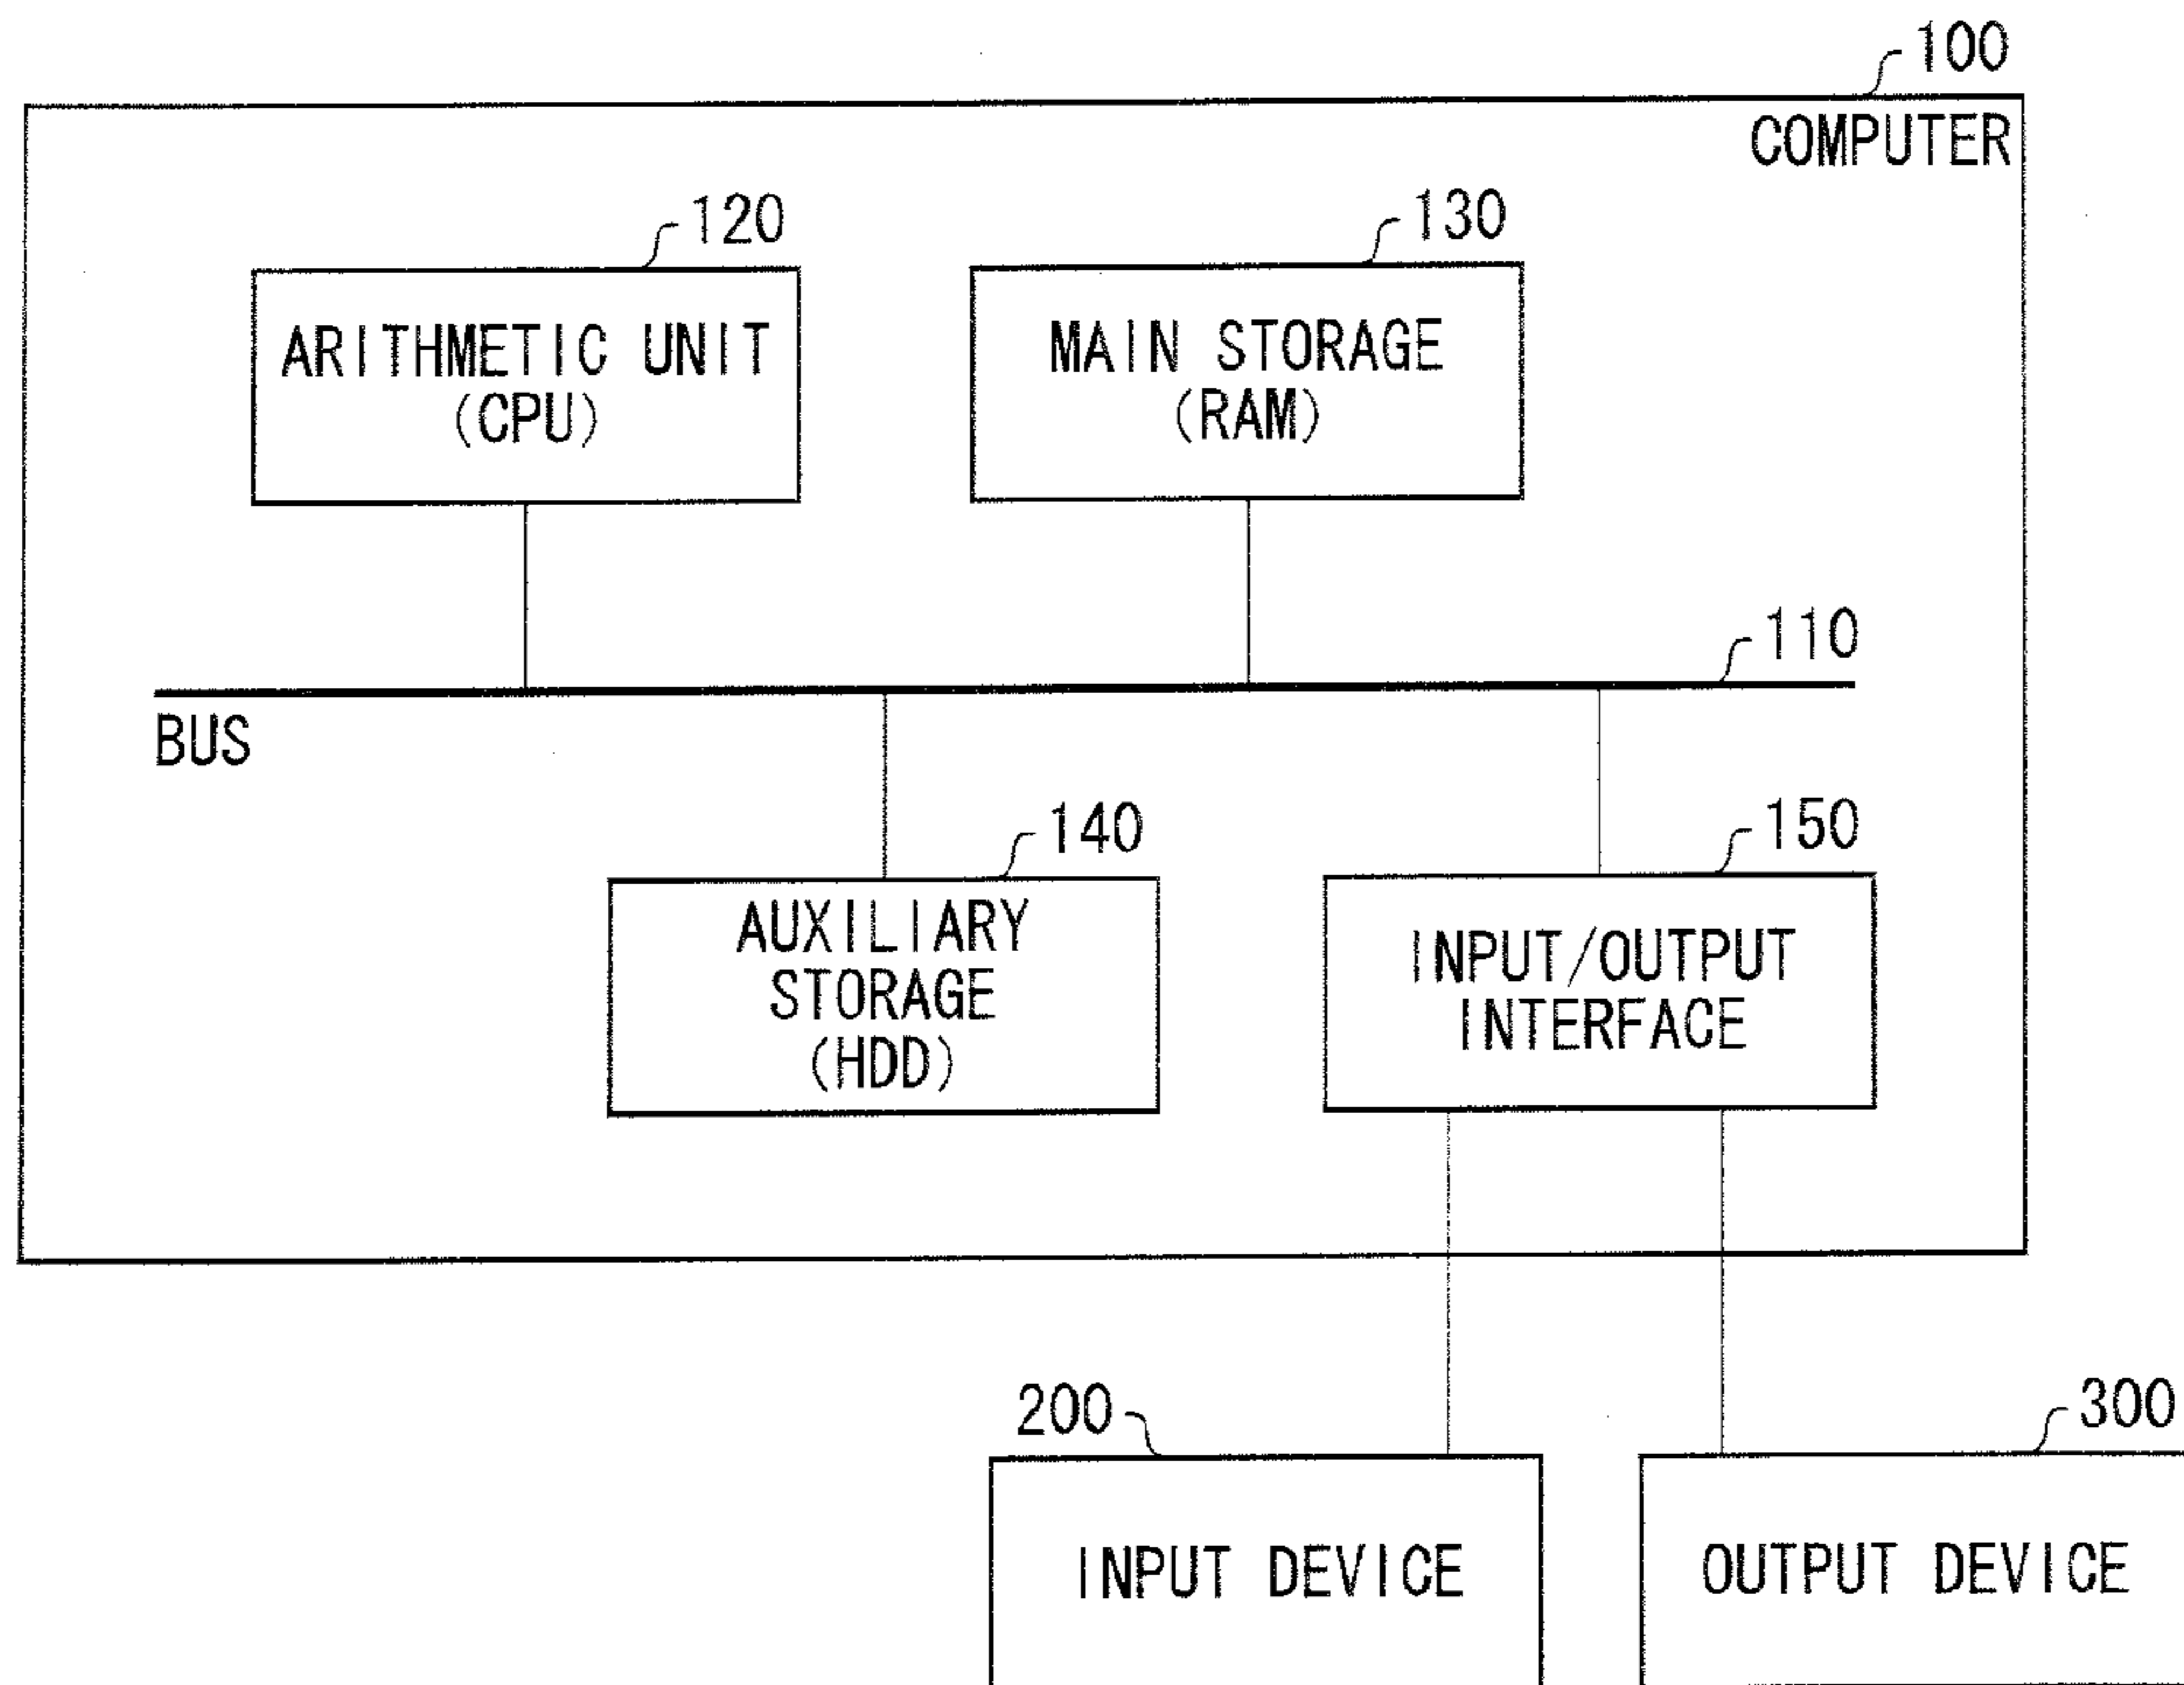 100
COMPUTER
120
130
ARITHMETIC UNIT
(CPU)
MAIN STORAGE
(RAM)
110
BUS
140
150
AUXILIARY
STORAGE
(HDD)
INPUT/OUTPUT
INTERFACE
200
300
INPUT DEVICE
OUTPUT DEVICE